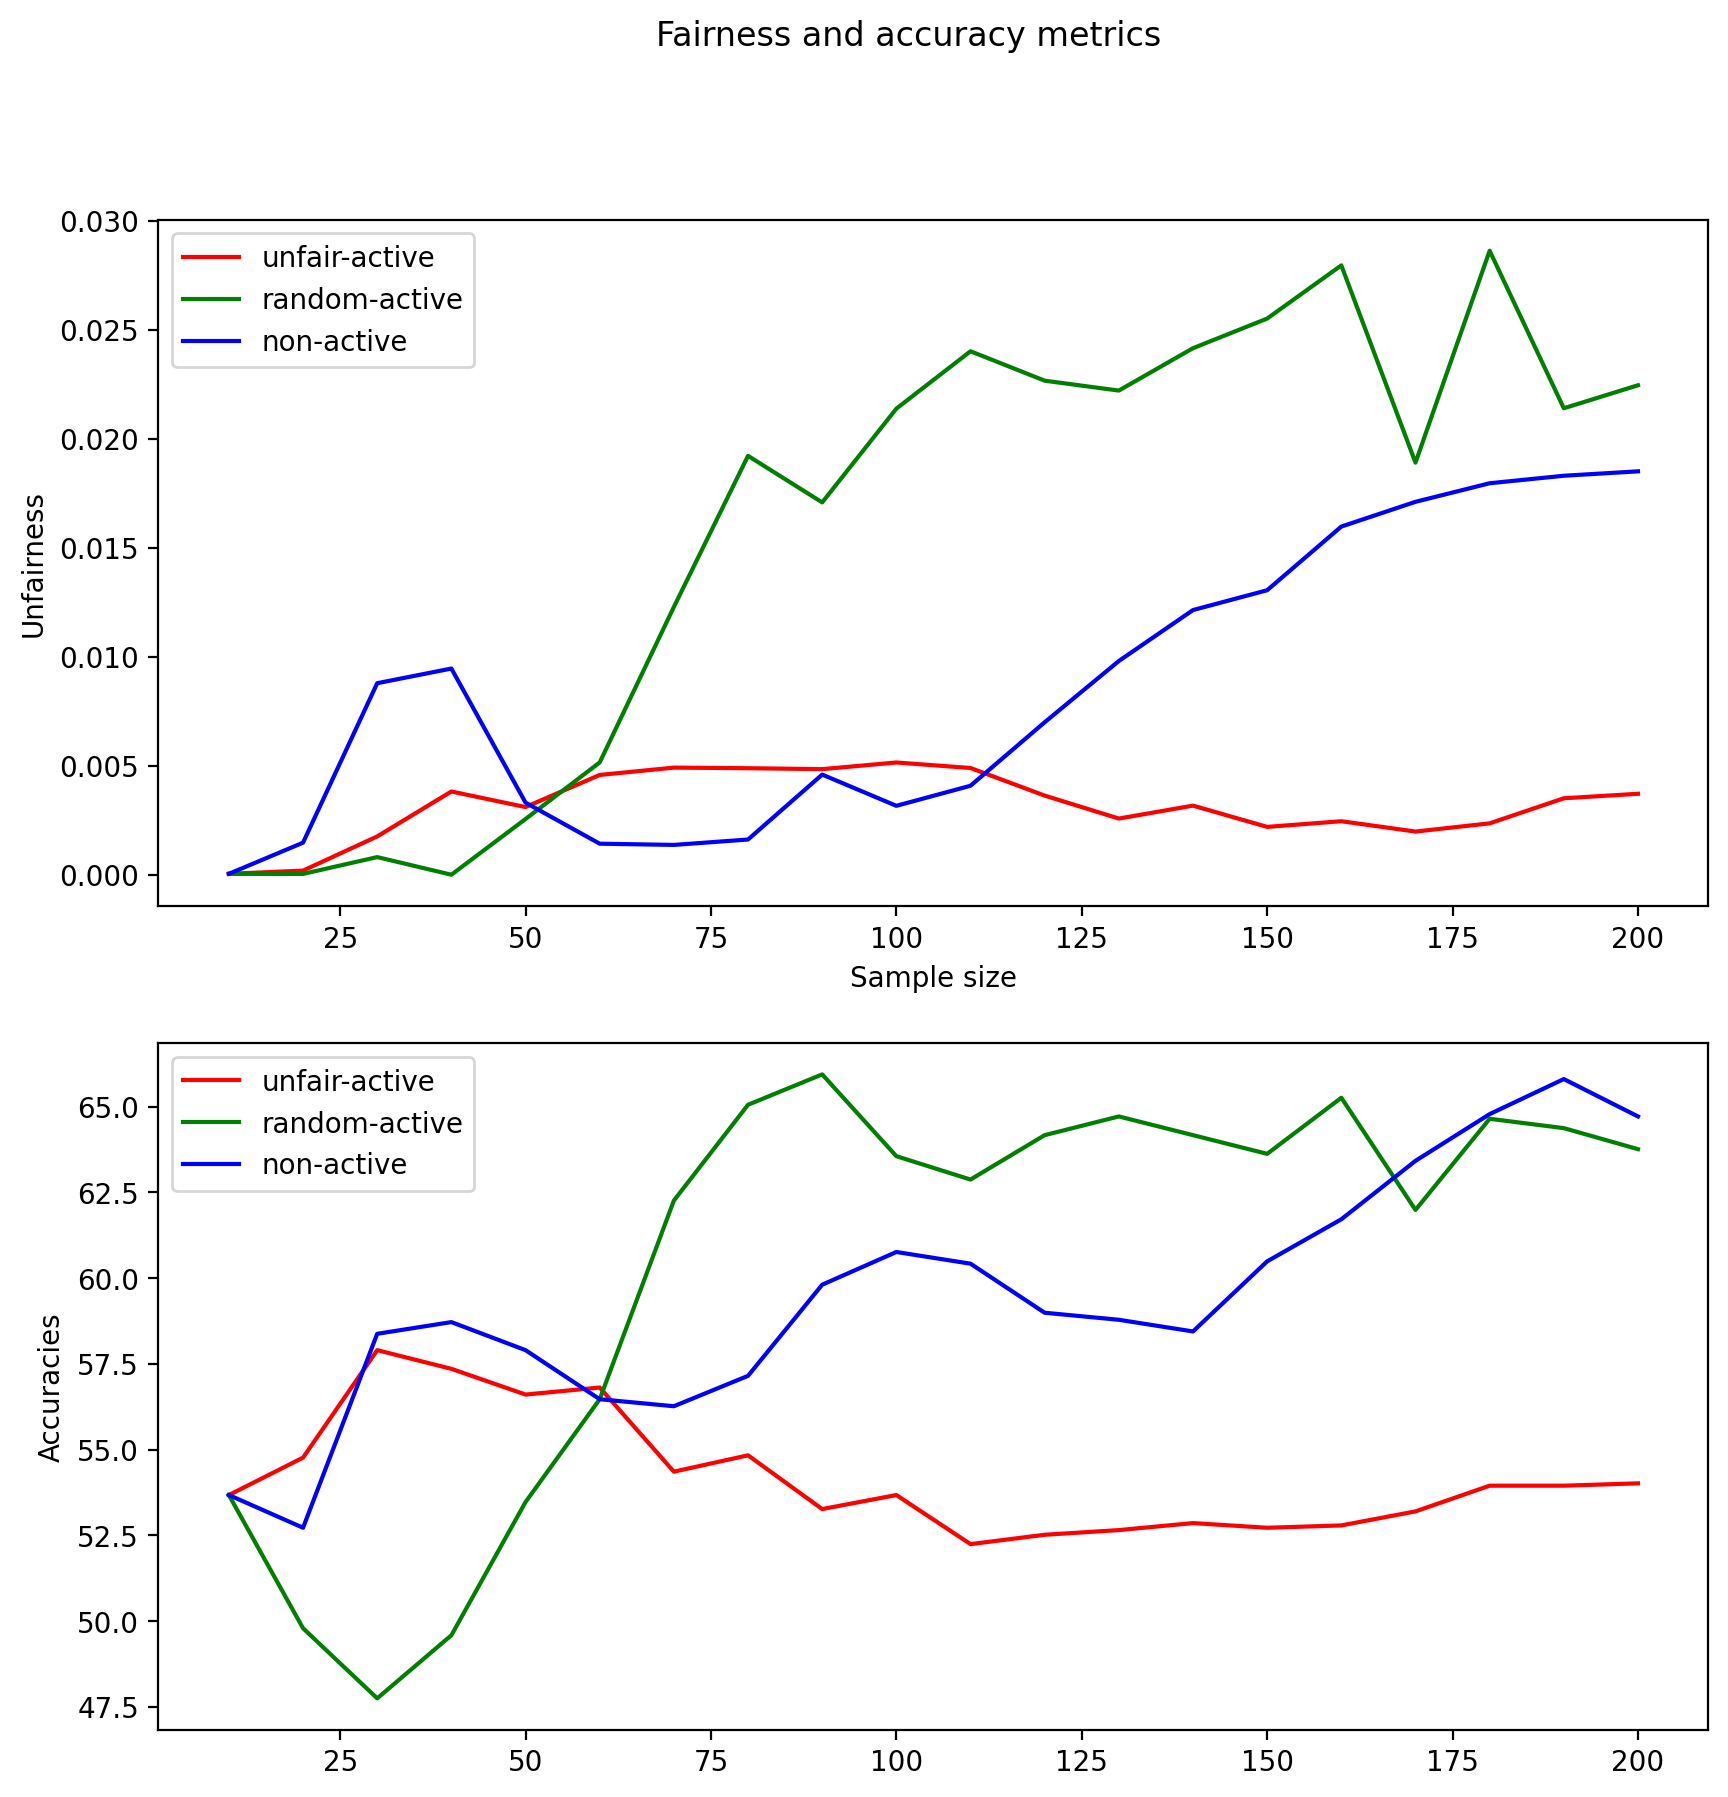 Fairness and accuracy metrics
0.030
0.025
0.020
0.015
0.010
0.005
0.000
Unfairness
unfair-active
random-active
non-active
25 50 75 100 125 150 175 200
Sample size
65.0
62.5
60.0
57.5
55.0
52.5
50.0
47.5
Accuracies
unfair-active
random-active
non-active
25 50 75 100 125 150 175 200